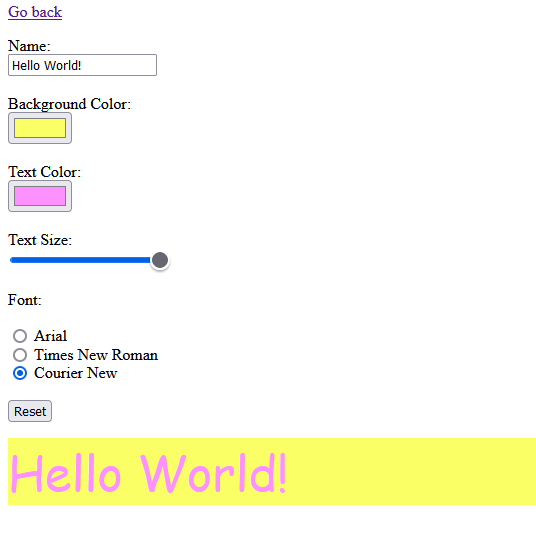 Go back
Name:
Hello World!
Background Color:
Text Color:
Text Size:
Font:
Arial
Times New Roman
Courier New
Reset
Hello World!